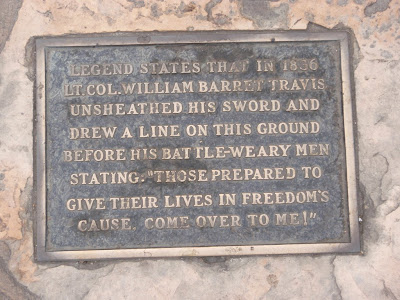 LEGEND STATES THAT IN 1836
LT. COL. WILLIAM BARRET TRAVIS
UNSHEATHED HIS SWORD AND
DREW A LINE ON THIS GROUND
BEFORE HIS BATTLE-WEARY MEN
STATING: "THOSE PREPARED TO
GIVE THEIR LIVES IN FREEDOM'S
CAUSE, COME OVER TO ME!"